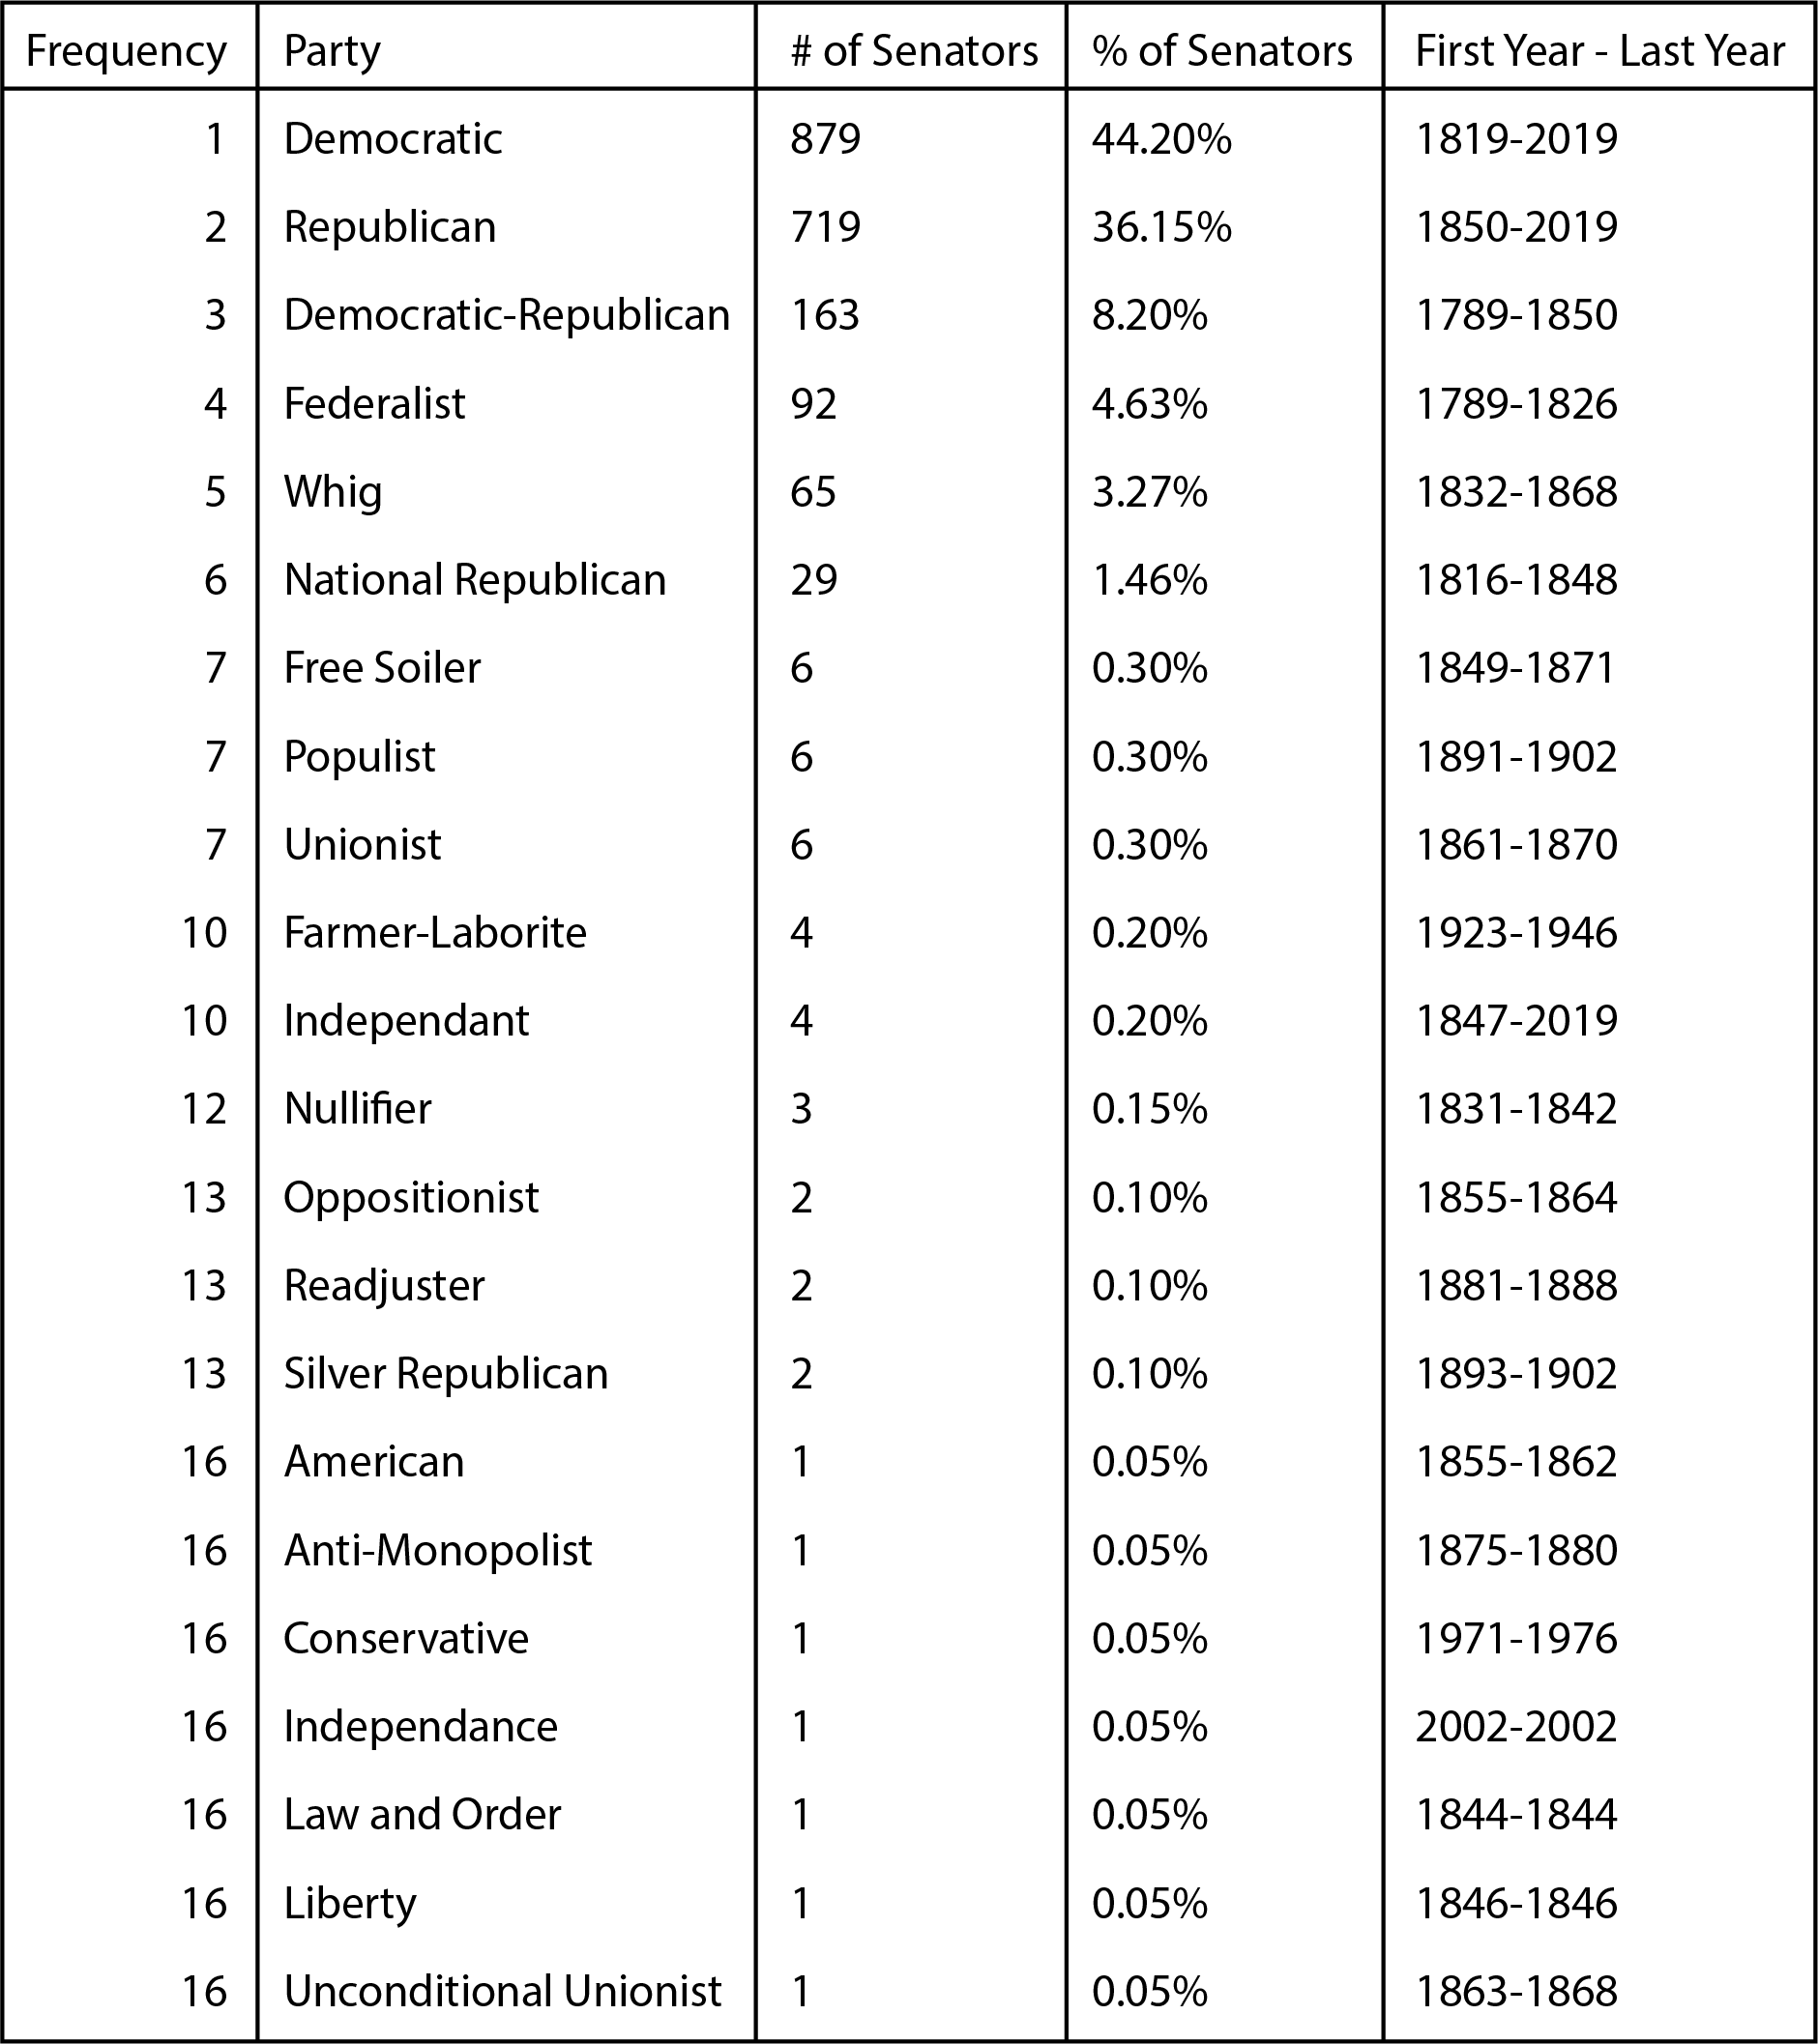 Frequency Party # of Senators % of Senators First Year - Last Year
1 Democratic 879 44.20% 1819-2019
2 Republican 719 36.15% 1850-2019
3 Democratic-Republican 163 8.20% 1789-1850
4 Federalist 92 4.63% 1789-1826
5 Whig 65 3.27% 1832-1868
6 National Republican 29 1.46% 1816-1848
7 Free Soiler 6 0.30% 1849-1871
7 Populist 6 0.30% 1891-1902
7 Unionist 6 0.30% 1861-1870
10 Farmer-Laborite 4 0.20% 1923-1946
10 Independant 4 0.20% 1847-2019
12 Nullifier 3 0.15% 1831-1842
13 Oppositionist 2 0.10% 1855-1864
13 Readjuster 2 0.10% 1881-1888
13 Silver Republican 2 0.10% 1893-1902
16 American 1 0.05% 1855-1862
16 Anti-Monopolist 1 0.05% 1875-1880
16 Conservative 1 0.05% 1971-1976
16 Independance 1 0.05% 2002-2002
16 Law and Order 1 0.05% 1844-1844
16 Liberty 1 0.05% 1846-1846
16 Unconditional Unionist 1 0.05% 1863-1868